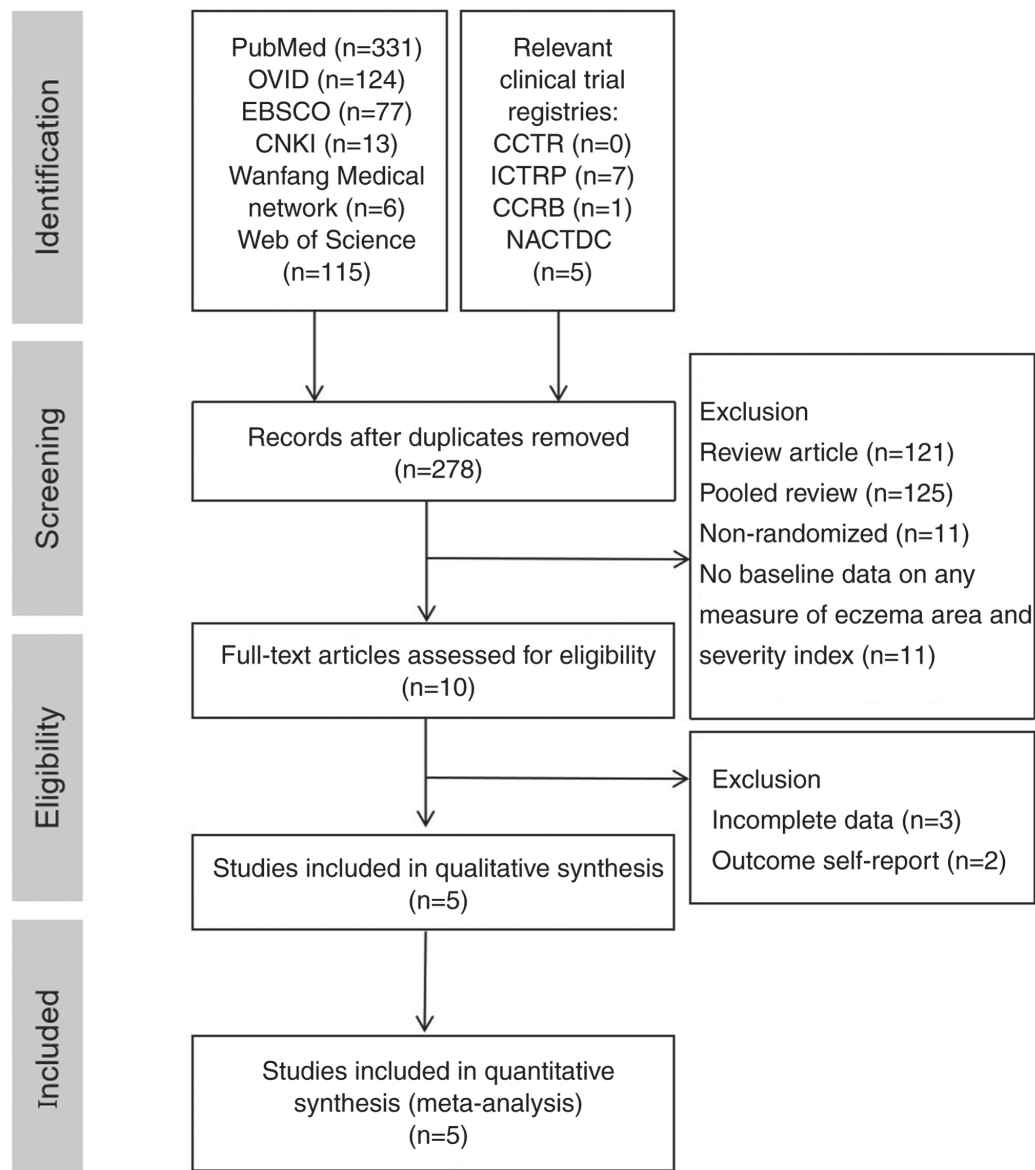 Identification
PubMed (n=331)
OVID (n=124)
EBSCO (n=77)
CNKI (n=13)
Wanfang Medical
network (n=6)
Web of Science
(n=115)
Relevant
clinical trial
registries:
CCTR (n=0)
ICTRP (n=7)
CCRB (n=1)
NACTDC
(n=5)
Screening
Records after duplicates removed
(n=278)
Exclusion
Review article (n=121)
Pooled review (n=125)
Non-randomized (n=11)
No baseline data on any
measure of eczema area and
severity index (n=11)
Eligibility
Full-text articles assessed for eligibility
(n=10)
Exclusion
Incomplete data (n=3)
Outcome self-report (n=2)
Studies included in qualitative synthesis
(n=5)
Included
Studies included in quantitative
synthesis (meta-analysis)
(n=5)